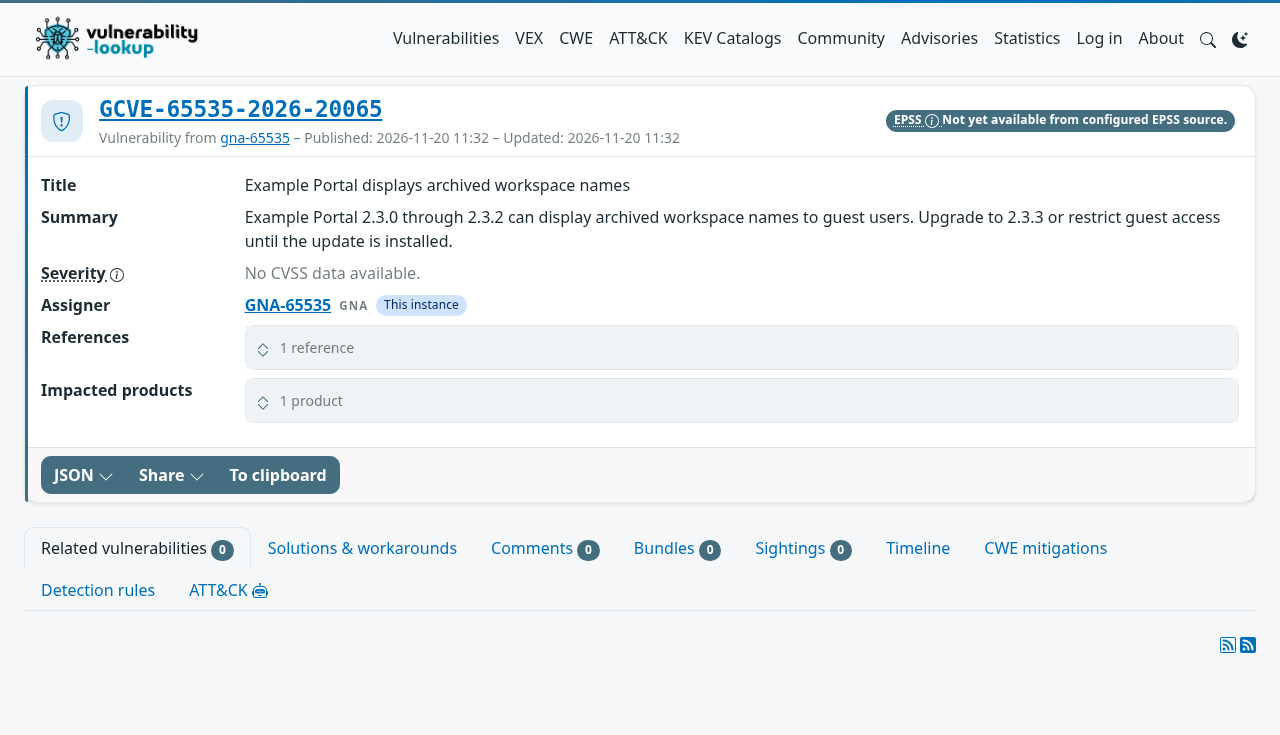 vulnerability
-lookup
Vulnerabilities VEX CWE ATT&CK KEV Catalogs Community Advisories Statistics Log in About
GCVE-65535-2026-20065
Vulnerability from gna-65535 – Published: 2026-11-20 11:32 – Updated: 2026-11-20 11:32
EPSS Not yet available from configured EPSS source.
Title Example Portal displays archived workspace names
Summary Example Portal 2.3.0 through 2.3.2 can display archived workspace names to guest users. Upgrade to 2.3.3 or restrict guest access
until the update is installed.
Severity No CVSS data available.
Assigner GNA-65535 GNA This instance
References 1 reference
Impacted products 1 product
JSON Share To clipboard
Related vulnerabilities 0 Solutions & workarounds Comments 0 Bundles 0 Sightings 0 Timeline CWE mitigations
Detection rules ATT&CK